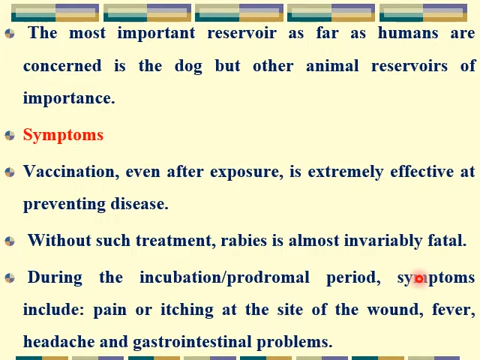 The most important reservoir as far as humans are
concerned is the dog but other animal reservoirs of
importance.
Symptoms
Vaccination, even after exposure, is extremely effective at
preventing disease.
Without such treatment, rabies is almost invariably fatal.
During the incubation/prodromal period, symptoms
include: pain or itching at the site of the wound, fever,
headache and gastrointestinal problems.